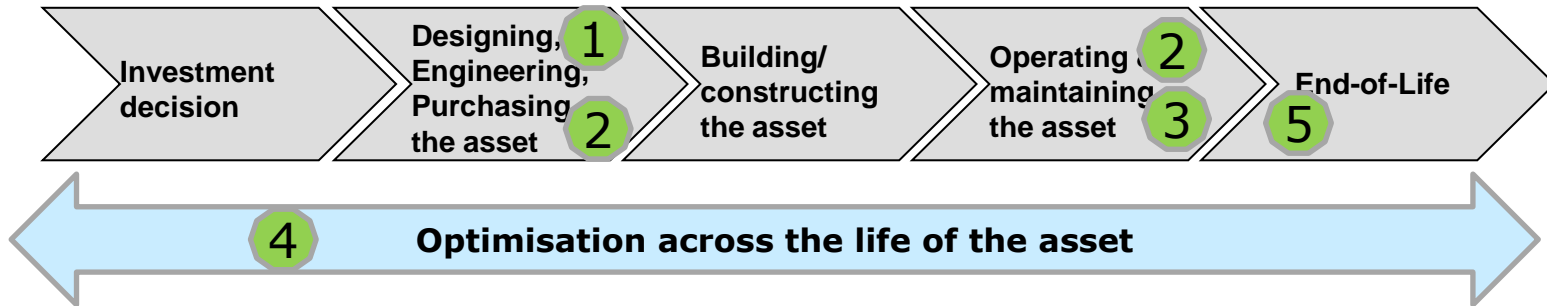 Investment
decision
Designing, 1
Engineering,
Purchasing
the asset 2
Building/
constructing
the asset
Operating 2
maintaining
the asset 3
End-of-Life
5
4 Optimisation across the life of the asset